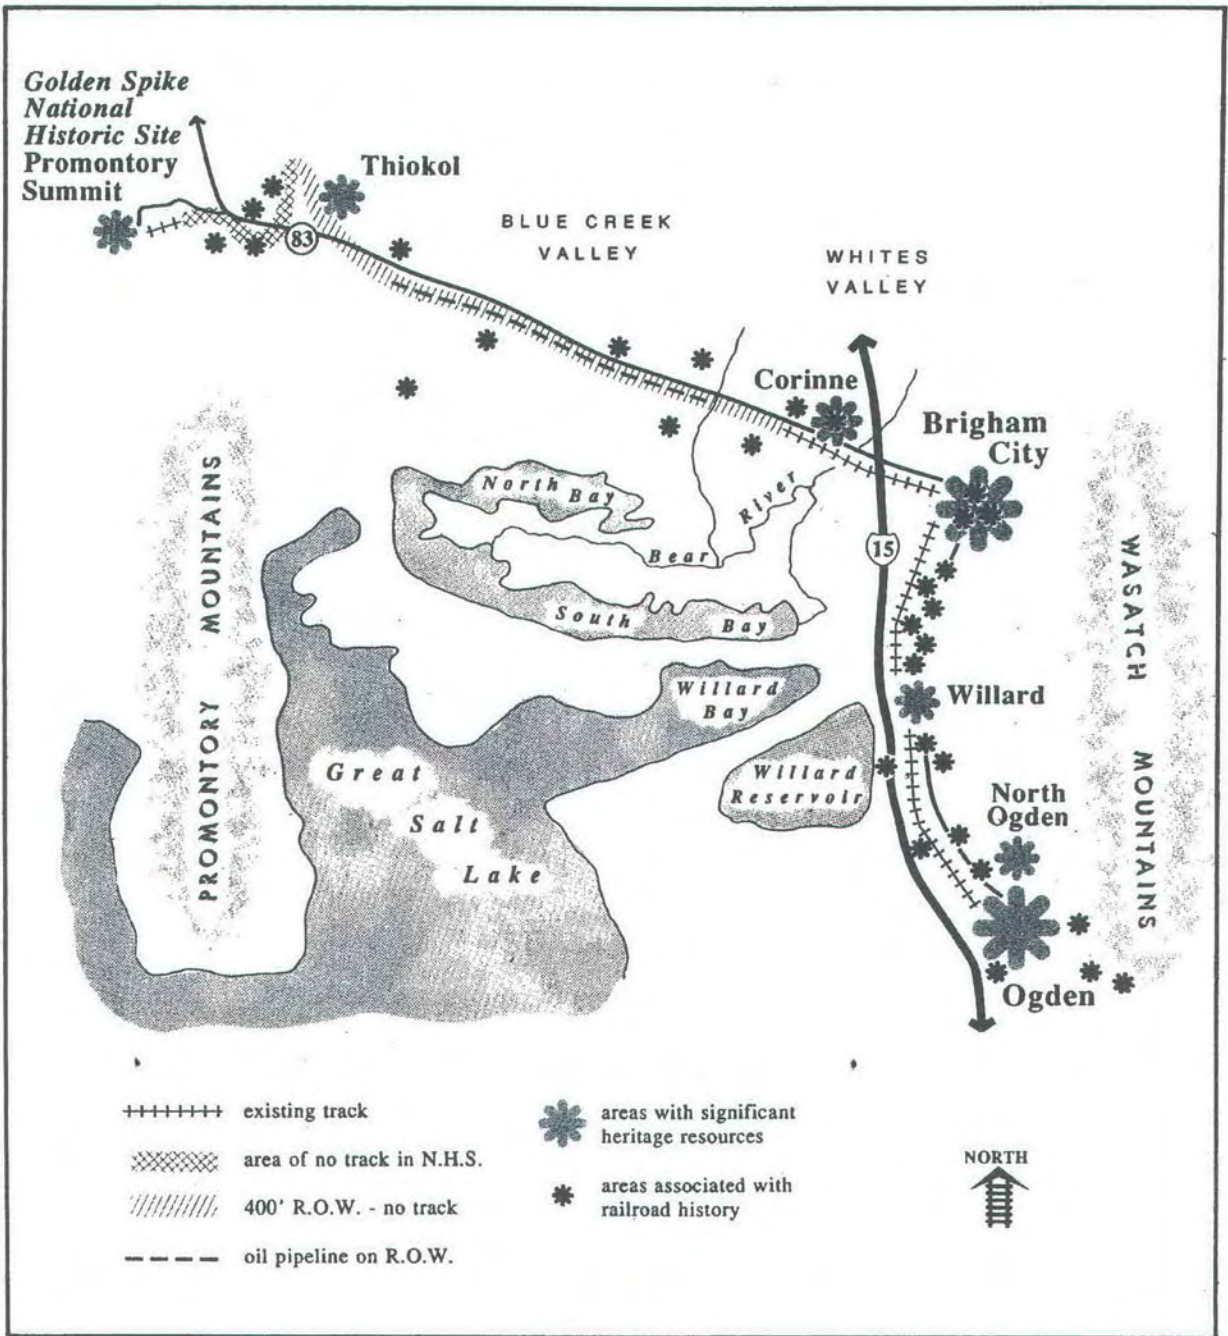 Golden Spike
National
Historic Site
Promontory
Summit
Thiokol
83
BLUE CREEK
VALLEY
WHITES
VALLEY
Corinne
Brigham
City
North Bay
River
Bear
15
South Bay
PROMONTORY MOUNTAINS
WASATCH MOUNTAINS
Willard
Bay
Willard
Great
Salt
Lake
Willard
Reservoir
North
Ogden
Ogden
existing track
area of no track in N.H.S.
400' R.O.W. - no track
oil pipeline on R.O.W.
areas with significant
heritage resources
areas associated with
railroad history
NORTH